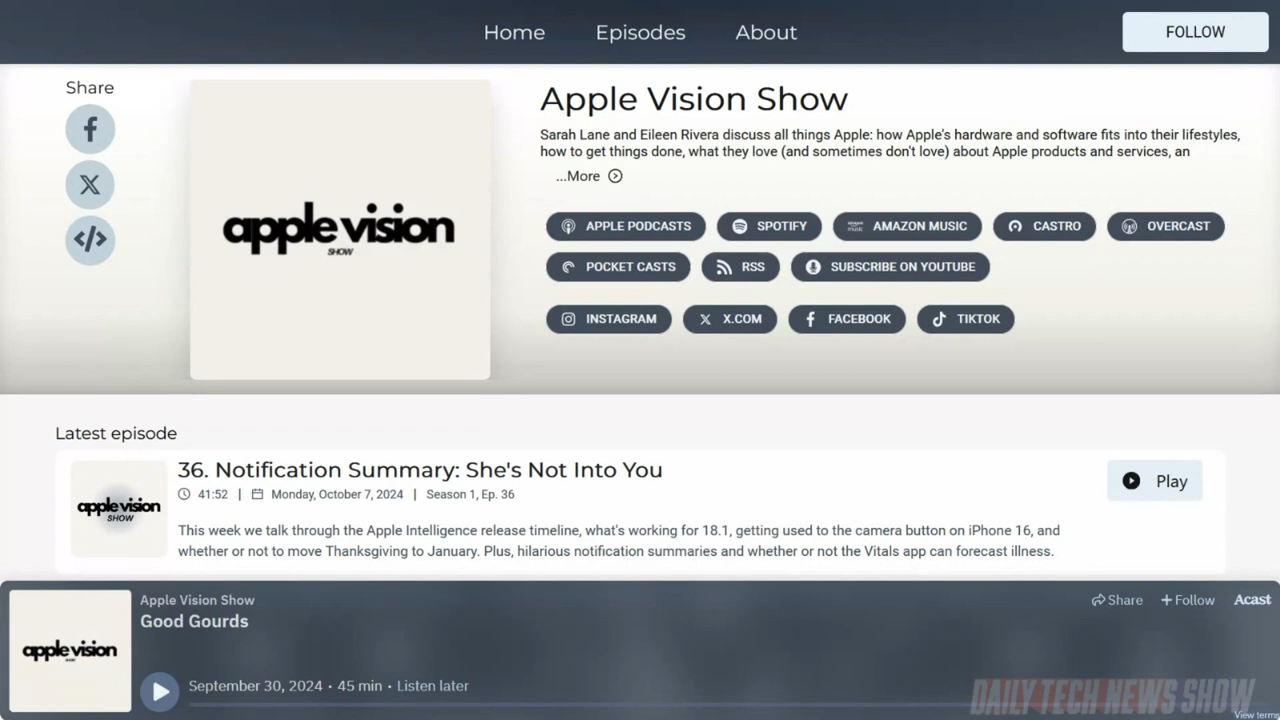 Home Episodes About FOLLOW
Share
apple vision
SHOW
Apple Vision Show
Sarah Lane and Eileen Rivera discuss all things Apple: how Apple's hardware and software fits into their lifestyles,
how to get things done, what they love (and sometimes don't love) about Apple products and services, an
...More
APPLE PODCASTS SPOTIFY amazon music AMAZON MUSIC CASTRO OVERCAST
POCKET CASTS RSS SUBSCRIBE ON YOUTUBE
INSTAGRAM X.COM FACEBOOK TIKTOK
Latest episode
apple vision
SHOW
36. Notification Summary: She's Not Into You
41:52 | Monday, October 7, 2024 | Season 1, Ep. 36
Play
This week we talk through the Apple Intelligence release timeline, what's working for 18.1, getting used to the camera button on iPhone 16, and
whether or not to move Thanksgiving to January. Plus, hilarious notification summaries and whether or not the Vitals app can forecast illness.
apple vision
SHOW
Apple Vision Show
Good Gourds
Share +Follow Acast
September 30, 2024 • 45 min • Listen later
DAILY TECH NEWS SHOW
View terms